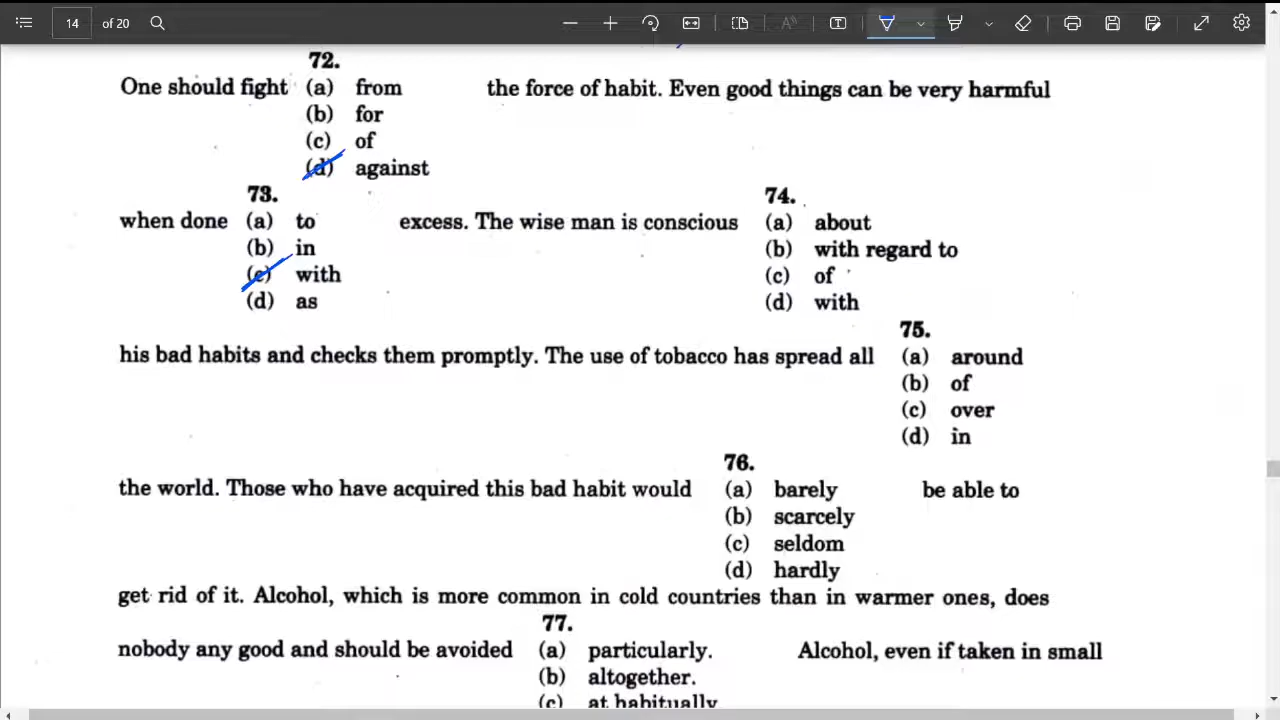 14 of 20
72.
One should fight (a) from the force of habit. Even good things can be very harmful
(b) for
(c) of
(d) against
73. 74.
when done (a) to excess. The wise man is conscious (a) about
(b) in (b) with regard to
(c) with (c) of
(d) as (d) with
75.
his bad habits and checks them promptly. The use of tobacco has spread all (a) around
(b) of
(c) over
(d) in
76.
the world. Those who have acquired this bad habit would (a) barely be able to
(b) scarcely
(c) seldom
(d) hardly
get rid of it. Alcohol, which is more common in cold countries than in warmer ones, does
77.
nobody any good and should be avoided (a) particularly. Alcohol, even if taken in small
(b) altogether.
(c) at habitually